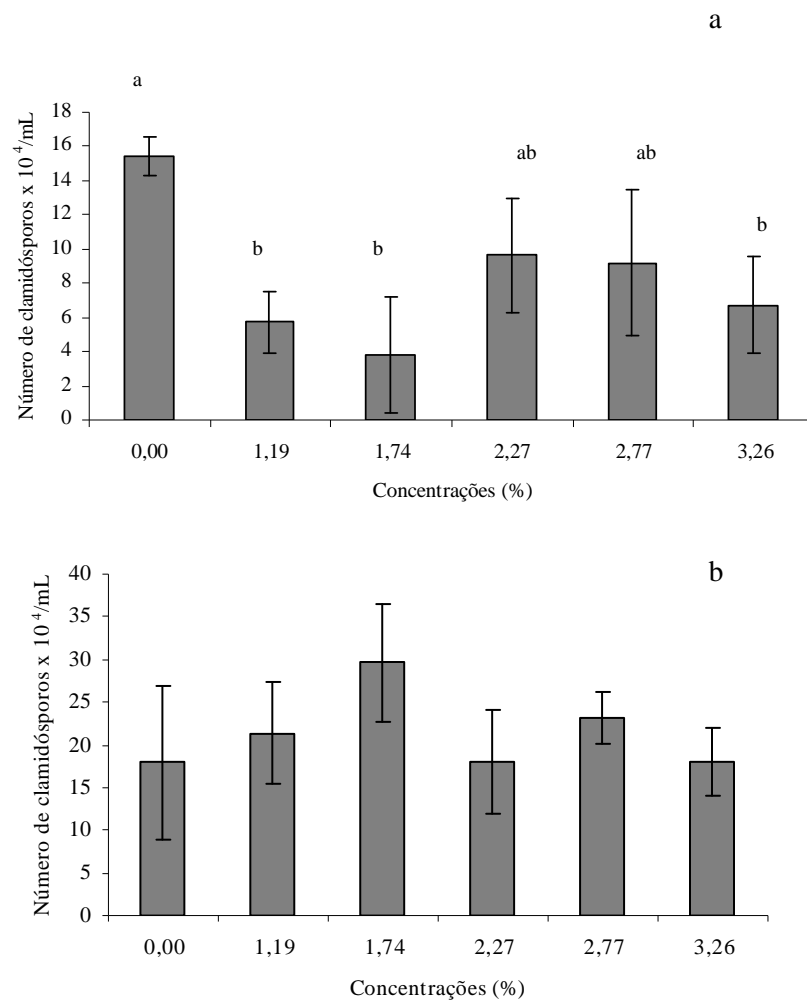 a
a
18
16
14
12
10
8
6
4
2
0
Número de clamidósporos x 10⁴/mL
b
b
ab
ab
b
0,00 1,19 1,74 2,27 2,77 3,26
Concentrações (%)
b
40
35
30
25
20
15
10
5
0
Número de clamidósporos x 10⁴/mL
0,00 1,19 1,74 2,27 2,77 3,26
Concentrações (%)